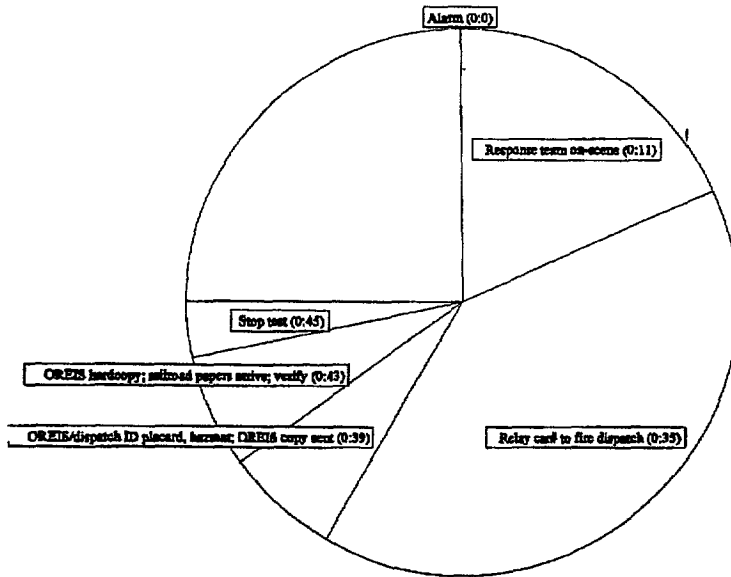 Alarm (0:0)
Response team on-scene (0:11)
Stop test (0:45)
OREIS hardcopy; railroad papers arrive; verify (0:43)
OREIS/dispatch ID placard, hazmat; OREIS copy sent (0:39)
Relay car# to fire dispatch (0:35)